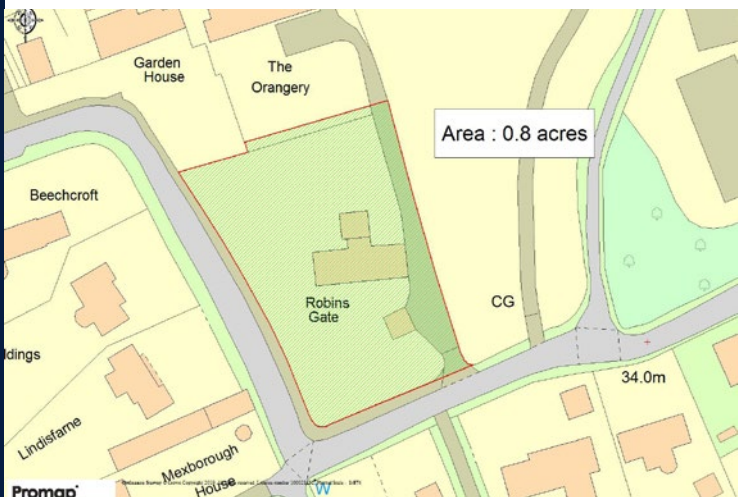 Garden
House
The
Orangery
Area : 0.8 acres
Beechcroft
Robins
Gate
CG
ldings
34.0m
Lindisfarne
Mexborough
House
Promap
W